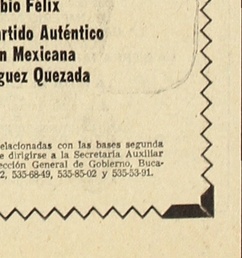 bio Félix
artido Auténtico
n Mexicana
guez Quezada
elacionadas con las bases segunda
e dirigirse a la Secretaría Auxiliar
ección General de Gobierno, Buca-
2, 535-68-49, 535-85-02 y 535-53-91.